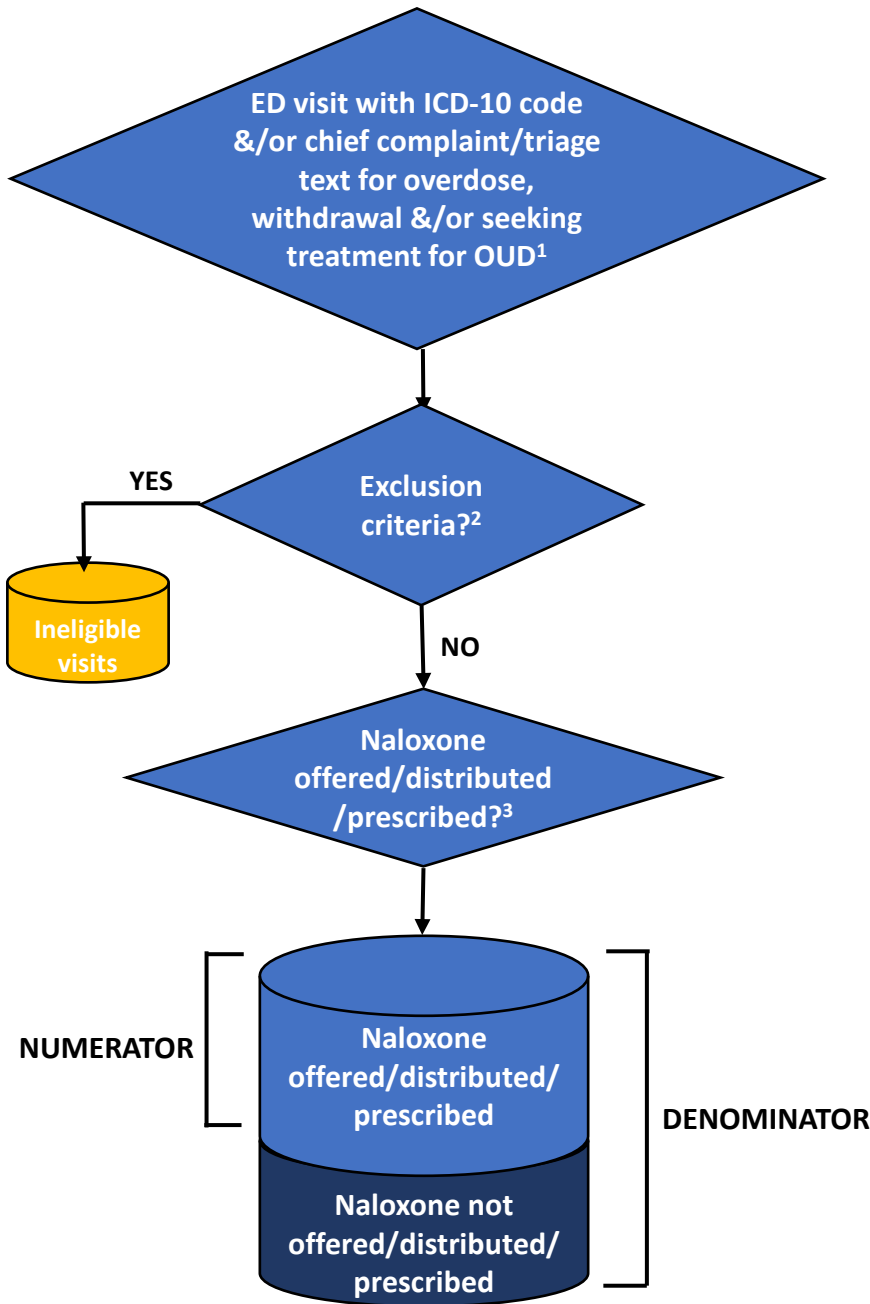 ED visit with ICD-10 code
&/or chief complaint/triage
text for overdose,
withdrawal &/or seeking
treatment for OUD¹
YES
Exclusion
criteria?²
Ineligible
visits
NO
Naloxone
offered/distributed
/prescribed?³
NUMERATOR
Naloxone
offered/distributed/
prescribed
DENOMINATOR
Naloxone not
offered/distributed/
prescribed